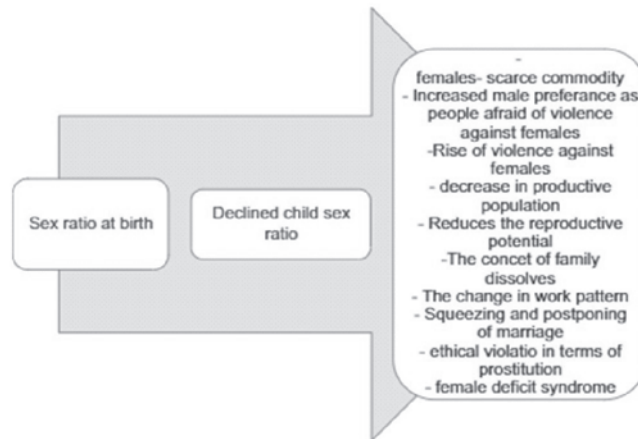 Sex ratio at birth
Declined child sex
ratio
-
females- scarce commodity
- Increased male preferance as
people afraid of violence
against females
-Rise of violence against
females
- decrease in productive
population
- Reduces the reproductive
potential
-The concet of family
dissolves
- The change in work pattern
- Squeezing and postponing
of marriage
- ethical violatio in terms of
prostitution
- female deficit syndrome